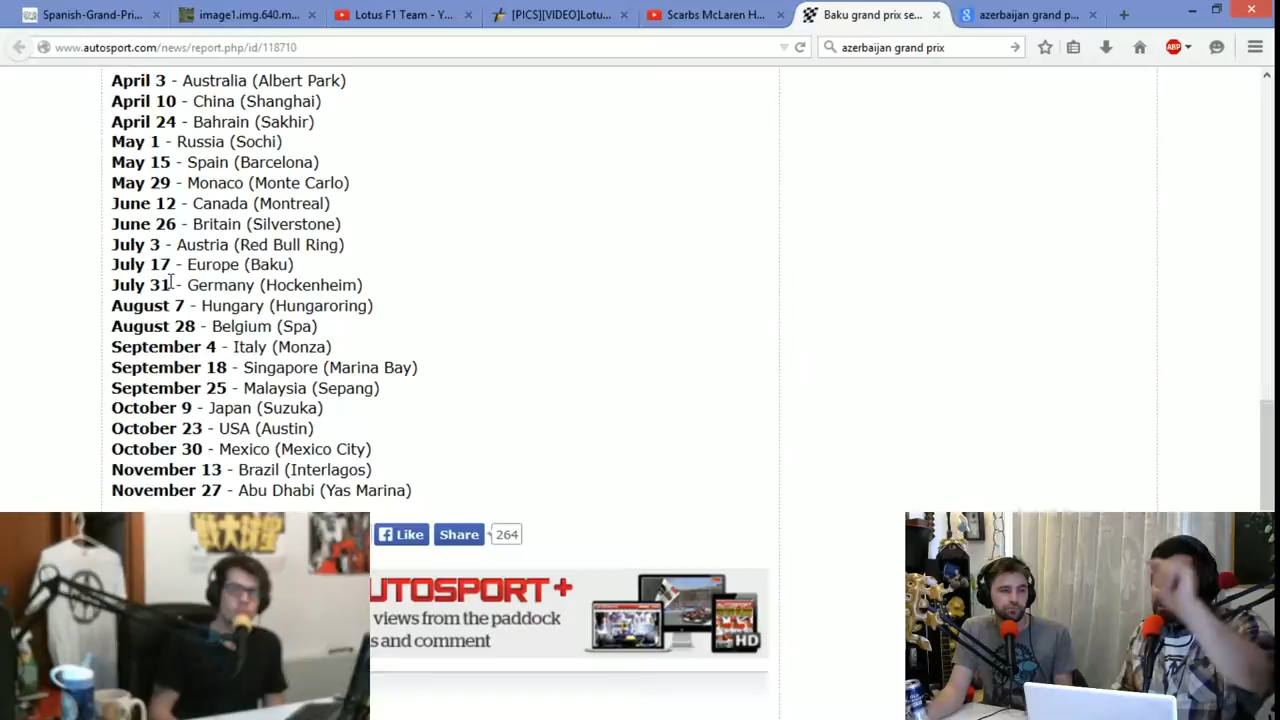 Spanish-Grand-Pri...
image1.img.640.m...
Lotus F1 Team - Y...
[PICS][VIDEO]Lotu...
Scarbs McLaren H...
Baku grand prix se...
azerbaijan grand p...
www.autosport.com/news/report.php/id/118710
azerbaijan grand prix
ABP
April 3 - Australia (Albert Park)
April 10 - China (Shanghai)
April 24 - Bahrain (Sakhir)
May 1 - Russia (Sochi)
May 15 - Spain (Barcelona)
May 29 - Monaco (Monte Carlo)
June 12 - Canada (Montreal)
June 26 - Britain (Silverstone)
July 3 - Austria (Red Bull Ring)
July 17 - Europe (Baku)
July 31 - Germany (Hockenheim)
August 7 - Hungary (Hungaroring)
August 28 - Belgium (Spa)
September 4 - Italy (Monza)
September 18 - Singapore (Marina Bay)
September 25 - Malaysia (Sepang)
October 9 - Japan (Suzuka)
October 23 - USA (Austin)
October 30 - Mexico (Mexico City)
November 13 - Brazil (Interlagos)
November 27 - Abu Dhabi (Yas Marina)
Like Share 264
UTOSPORT+
views from the paddock
s and comment
HD